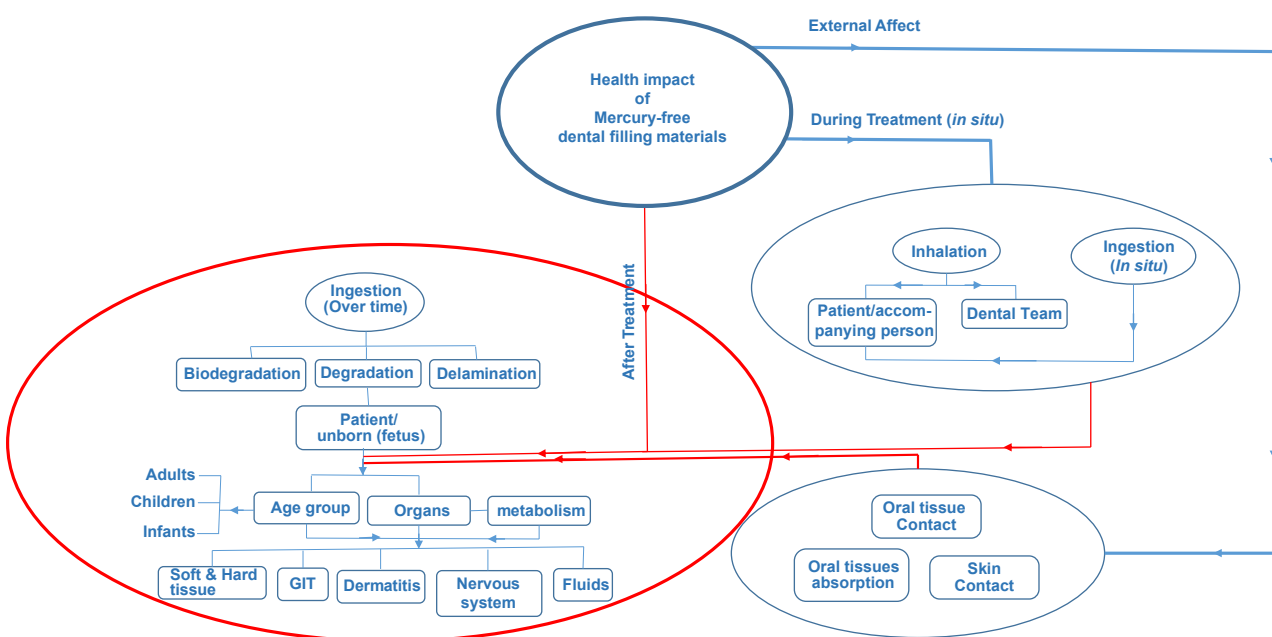 External Affect
Health impact
of
Mercury-free
dental filling materials
During Treatment (in situ)
Inhalation
Ingestion
(In situ)
Patient/accom-
panying person
Dental Team
After Treatment
Ingestion
(Over time)
Biodegradation
Degradation
Delamination
Patient/
unborn (fetus)
Adults
Children
Infants
Age group
Organs
metabolism
Soft & Hard
tissue
GIT
Dermatitis
Nervous
system
Fluids
Oral tissue
Contact
Oral tissues
absorption
Skin
Contact